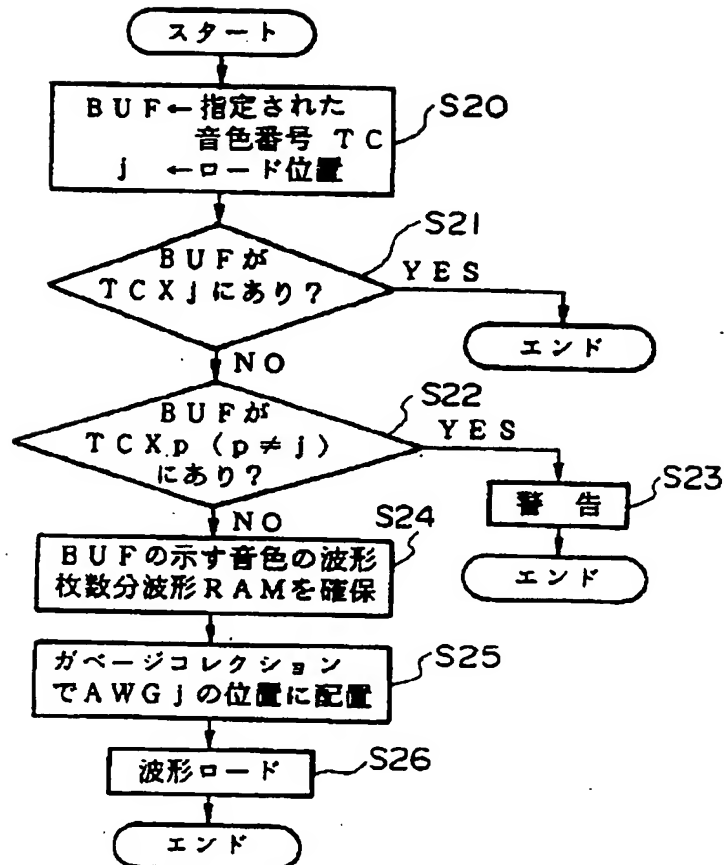 スタート
BUF←指定された
音色番号 TC
j ←ロード位置
S20
BUFが
TCXjにあり?
S21
YES
エンド
NO
BUFが
TCXp (p≠j)
にあり?
S22
YES
警 告
S23
エンド
NO
S24
BUFの示す音色の波形
枚数分波形RAMを確保
ガベージコレクション
でAWGjの位置に配置
S25
波形ロード
S26
エンド